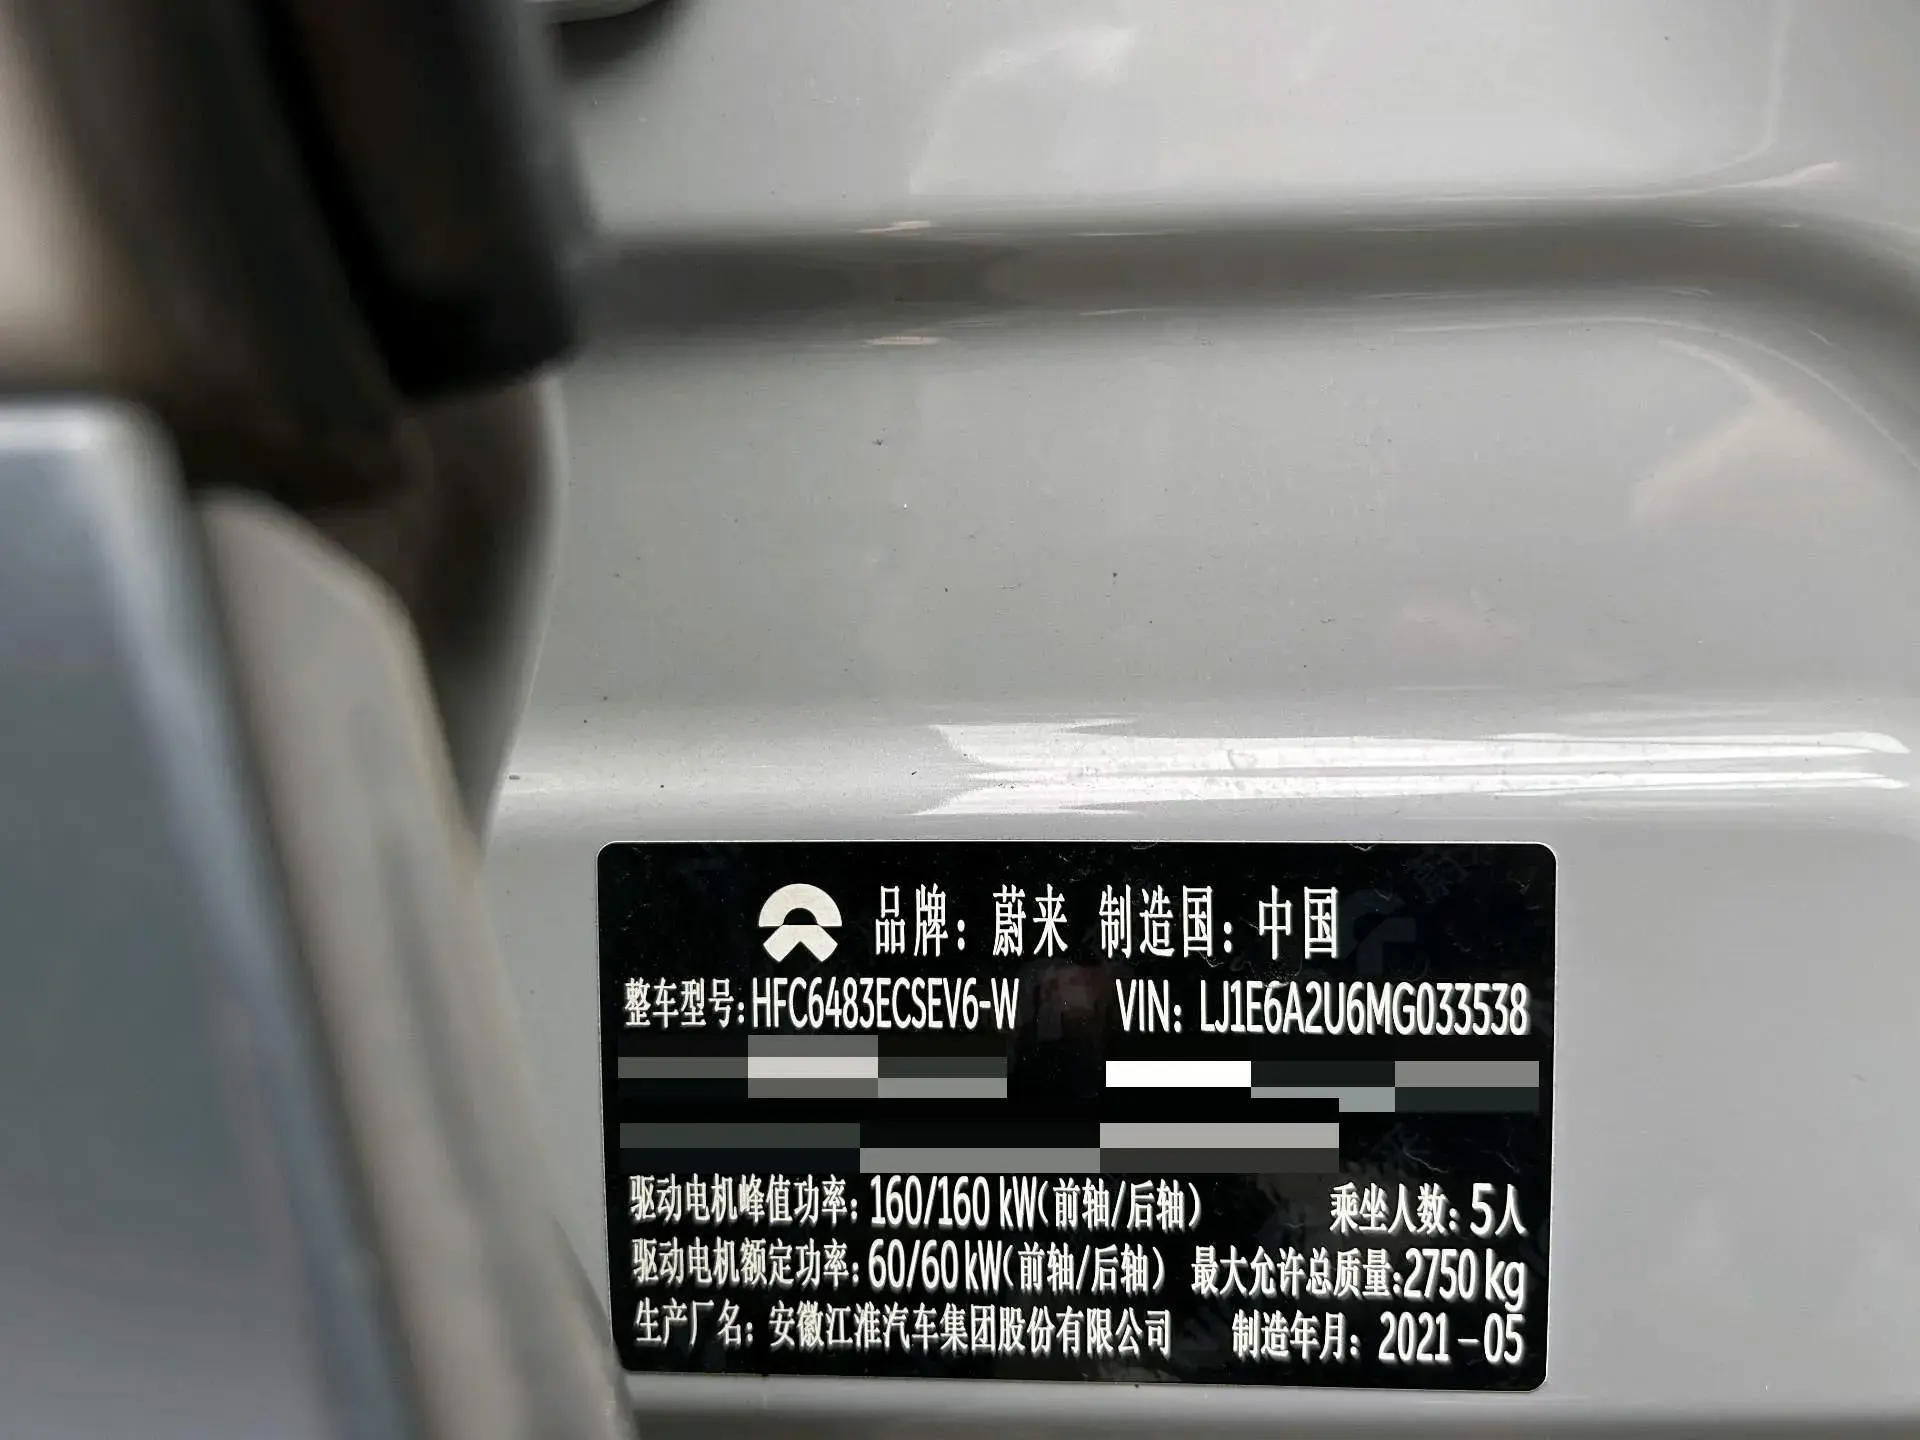 品牌：蔚来 制造国：中国
整车型号：HFC6483ECSEV6-W VIN：LJ1E6A2U6MG033538
驱动电机峰值功率：160/160 kW（前轴/后轴） 乘坐人数：5人
驱动电机额定功率：60/60 kW（前轴/后轴） 最大允许总质量：2750 kg
生产厂名：安徽江淮汽车集团股份有限公司 制造年月：2021-05